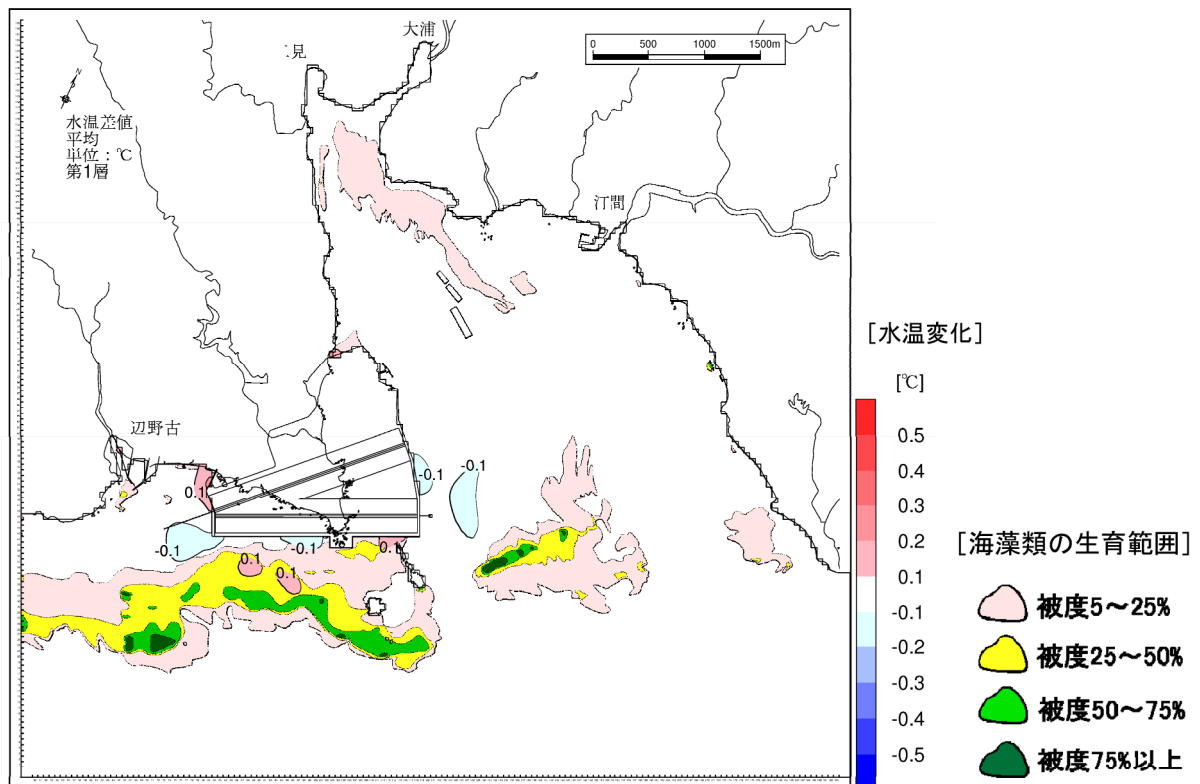 大浦
二見
0 500 1000 1500m
N
水温差値
平均
単位：℃
第1層
汀間
辺野古
0.1
-0.1
-0.1
-0.1
-0.1
0.1
0.1
0.1
[水温変化]
[℃]
0.5
0.4
0.3
0.2
0.1
-0.1
-0.2
-0.3
-0.4
-0.5
[海藻類の生育範囲]
被度5～25%
被度25～50%
被度50～75%
被度75%以上